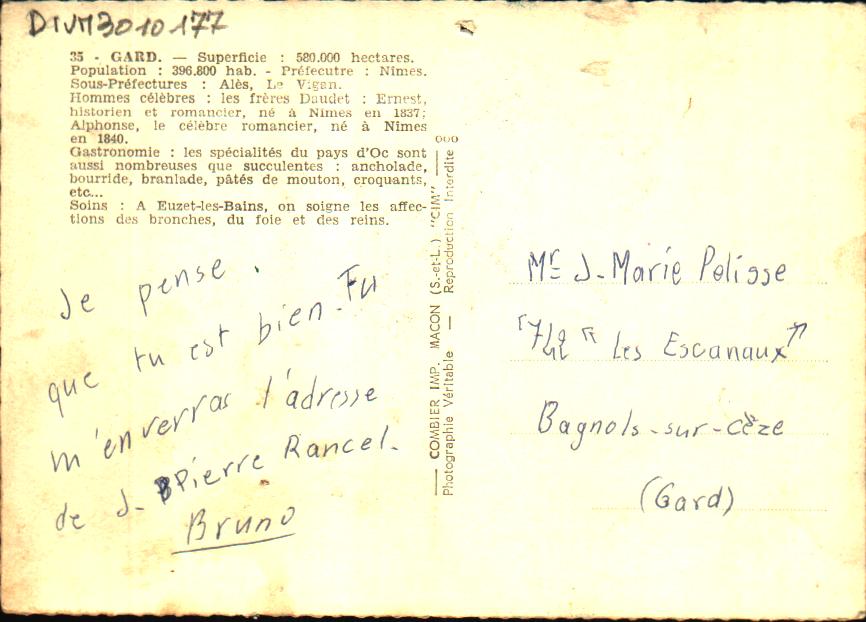 DIVM3010177
35 - GARD. — Superficie : 580.000 hectares.
Population : 396.800 hab. - Préfecutre : Nîmes.
Sous-Préfectures : Alès, Le Vigan.
Hommes célèbres : les frères Daudet : Ernest,
historien et romancier, né à Nîmes en 1837;
Alphonse, le célèbre romancier, né à Nîmes
en 1840.
Gastronomie : les spécialités du pays d'Oc sont
aussi nombreuses que succulentes : ancholade,
bourride, branlade, pâtés de mouton, croquants,
etc...
Soins : A Euzet-les-Bains, on soigne les affec-
tions des bronches, du foie et des reins.
Je pense
que tu est bien. Tu
m'enverras l'adresse
de J- Pierre Rancel.
Bruno
— COMBIER IMP. MACON (S.-et-L.) "CIM" —
Photographie Véritable — Reproduction Interdite
Mr J-Marie Pelisse
"Les Escanaux"
Bagnols-sur-cèze
(Gard)